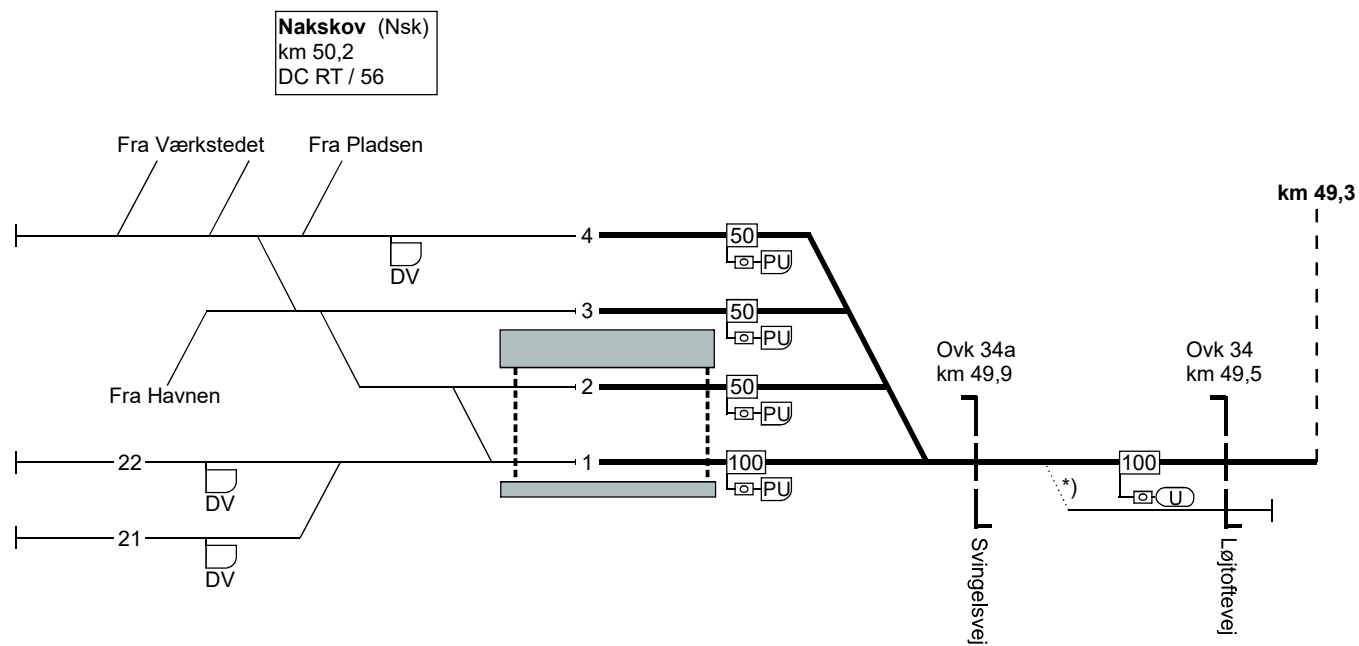 Nakskov (Nsk)
km 50,2
DC RT / 56
Fra Værkstedet
Fra Pladsen
km 49,3
4
50
PU
DV
3
50
PU
Ovk 34a
km 49,9
Ovk 34
km 49,5
Fra Havnen
2
50
PU
22
1
100
100
DV
PU
*)
U
21
DV
Svingelsvej
Løjtoftevej